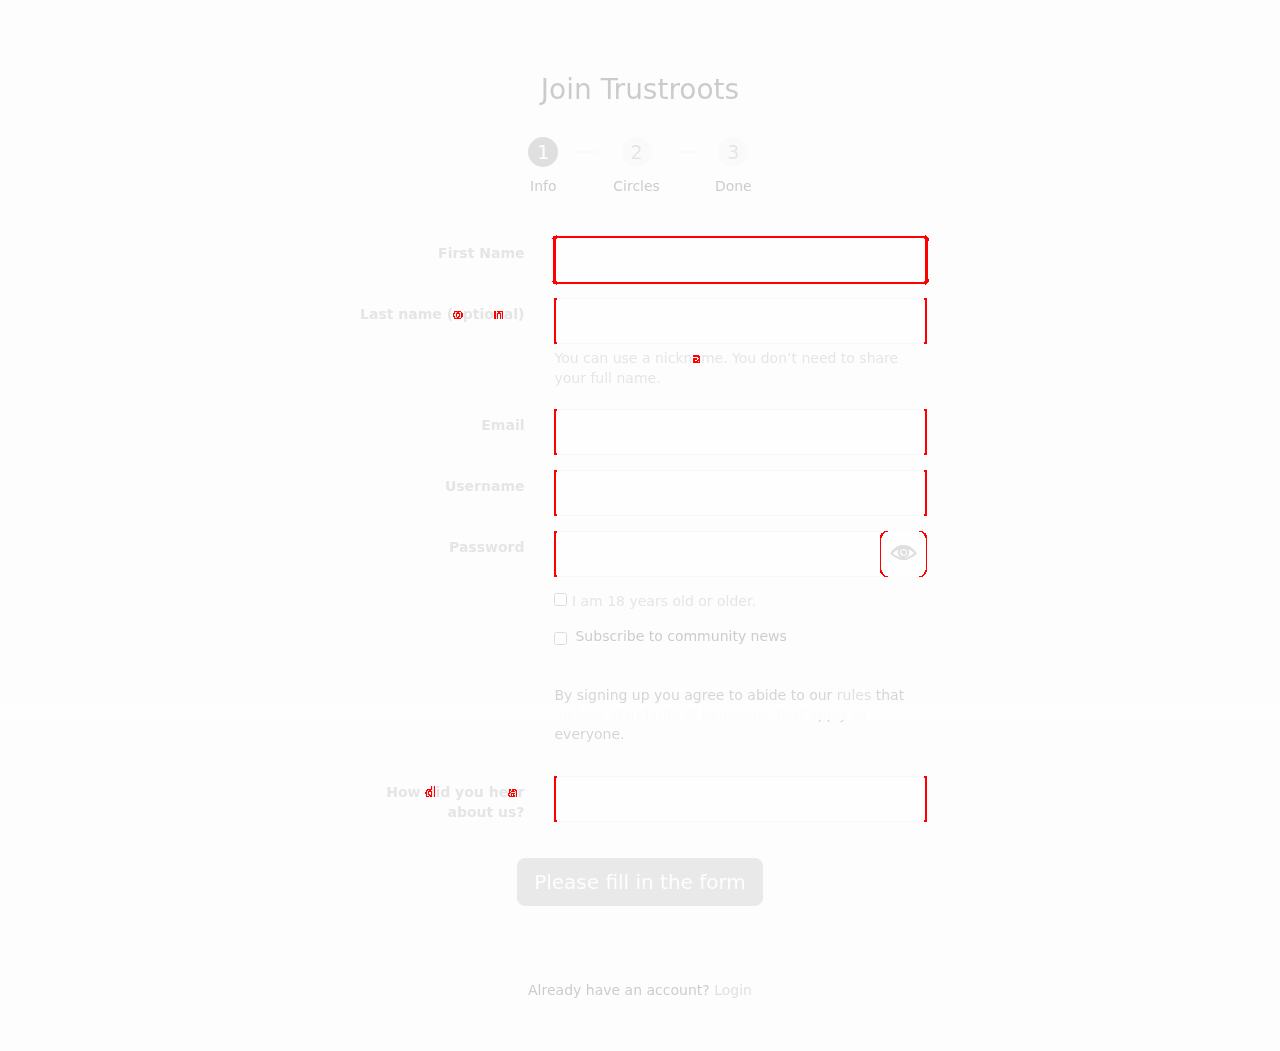 Join Trustroots
1 2 3
Info Circles Done
First Name
Last name (optional)
You can use a nickname. You don’t need to share
your full name.
Email
Username
Password
I am 18 years old or older.
Subscribe to community news
By signing up you agree to abide to our rules that
everyone.
How did you hear
about us?
Please fill in the form
Already have an account? Login